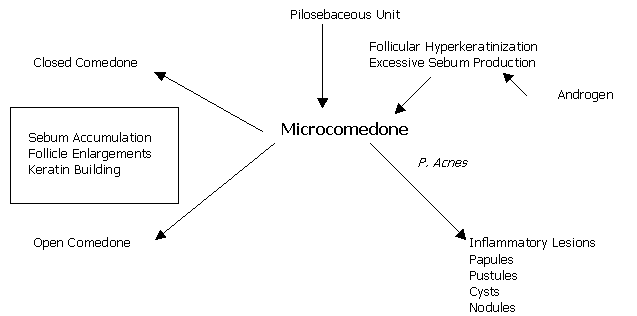 Pilosebaceous Unit
Follicular Hyperkeratinization
Excessive Sebum Production
Closed Comedone
Androgen
Microcomedone
Sebum Accumulation
Follicle Enlargements
Keratin Building
P. Acnes
Open Comedone
Inflammatory Lesions
Papules
Pustules
Cysts
Nodules